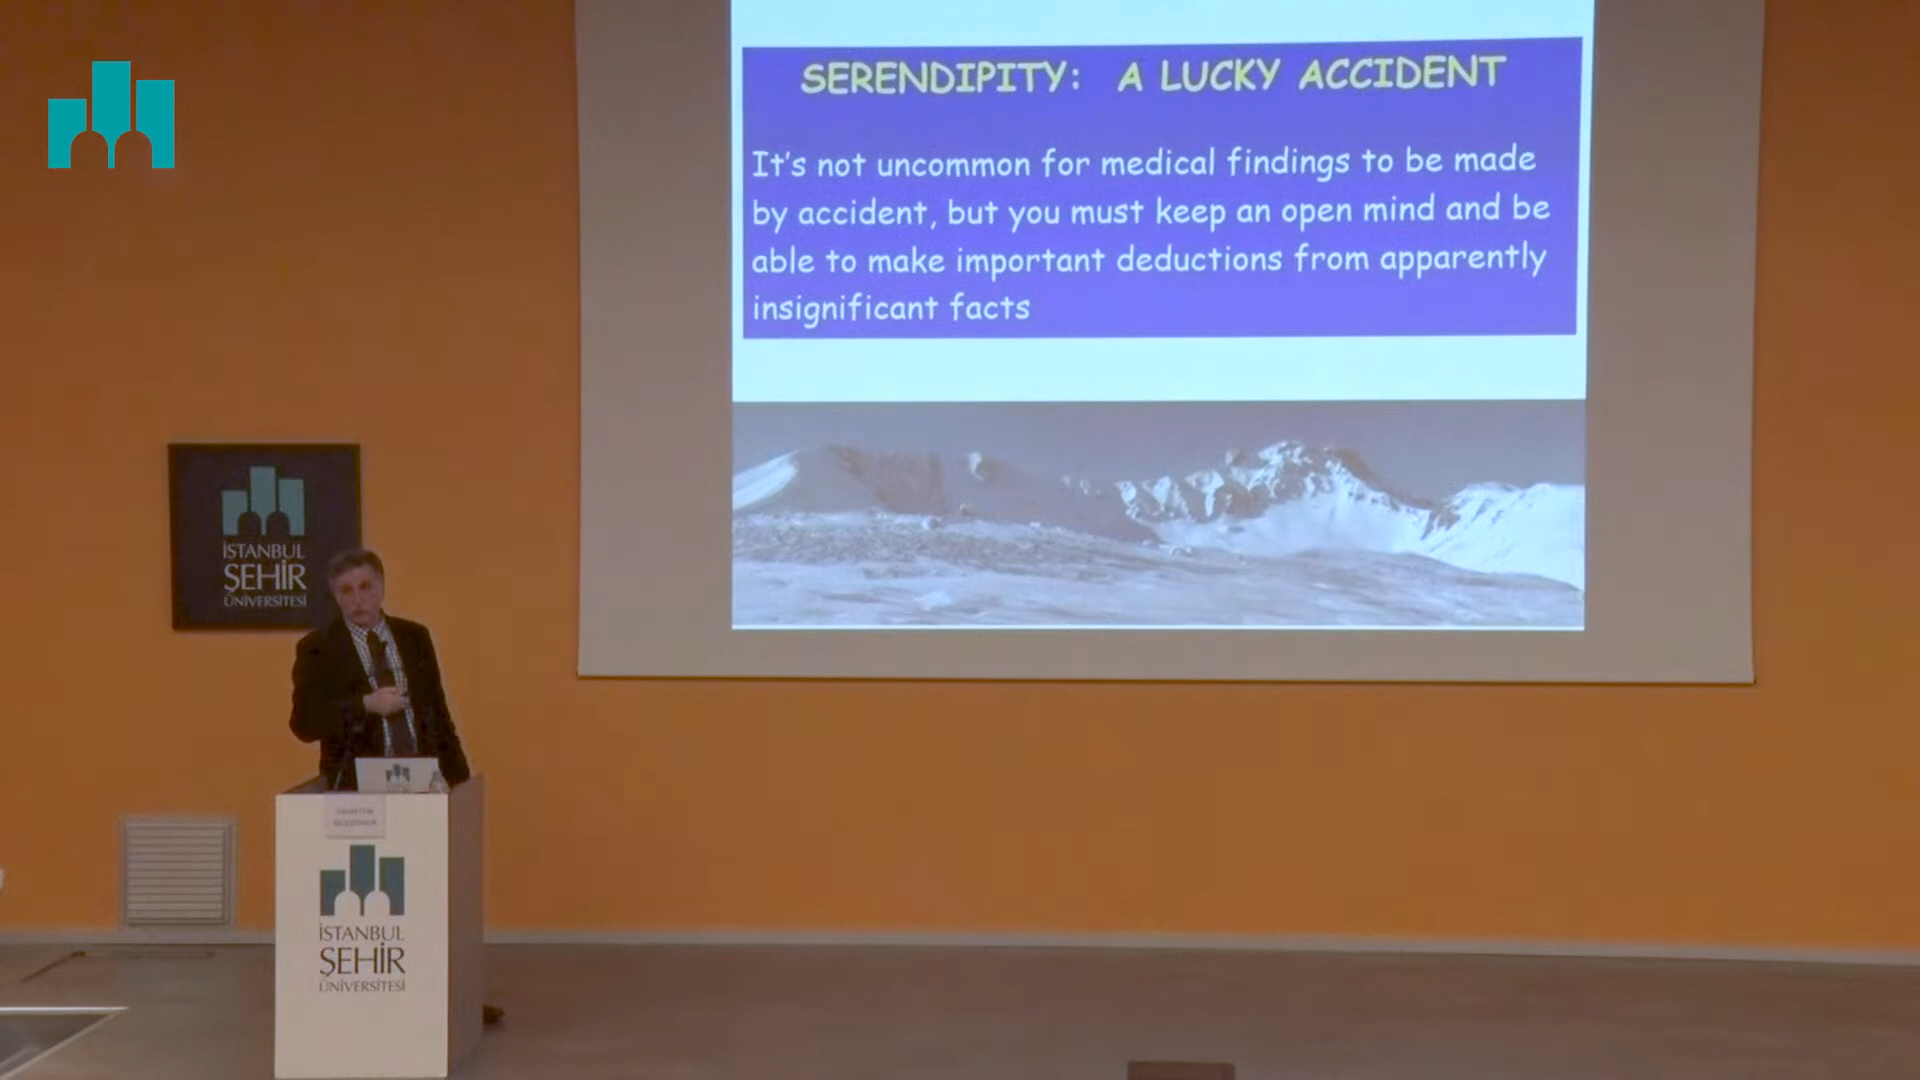 SERENDIPITY: A LUCKY ACCIDENT
It's not uncommon for medical findings to be made
by accident, but you must keep an open mind and be
able to make important deductions from apparently
insignificant facts
İSTANBUL
ŞEHİR
ÜNİVERSİTESİ
İSTANBUL
ŞEHİR
ÜNİVERSİTESİ